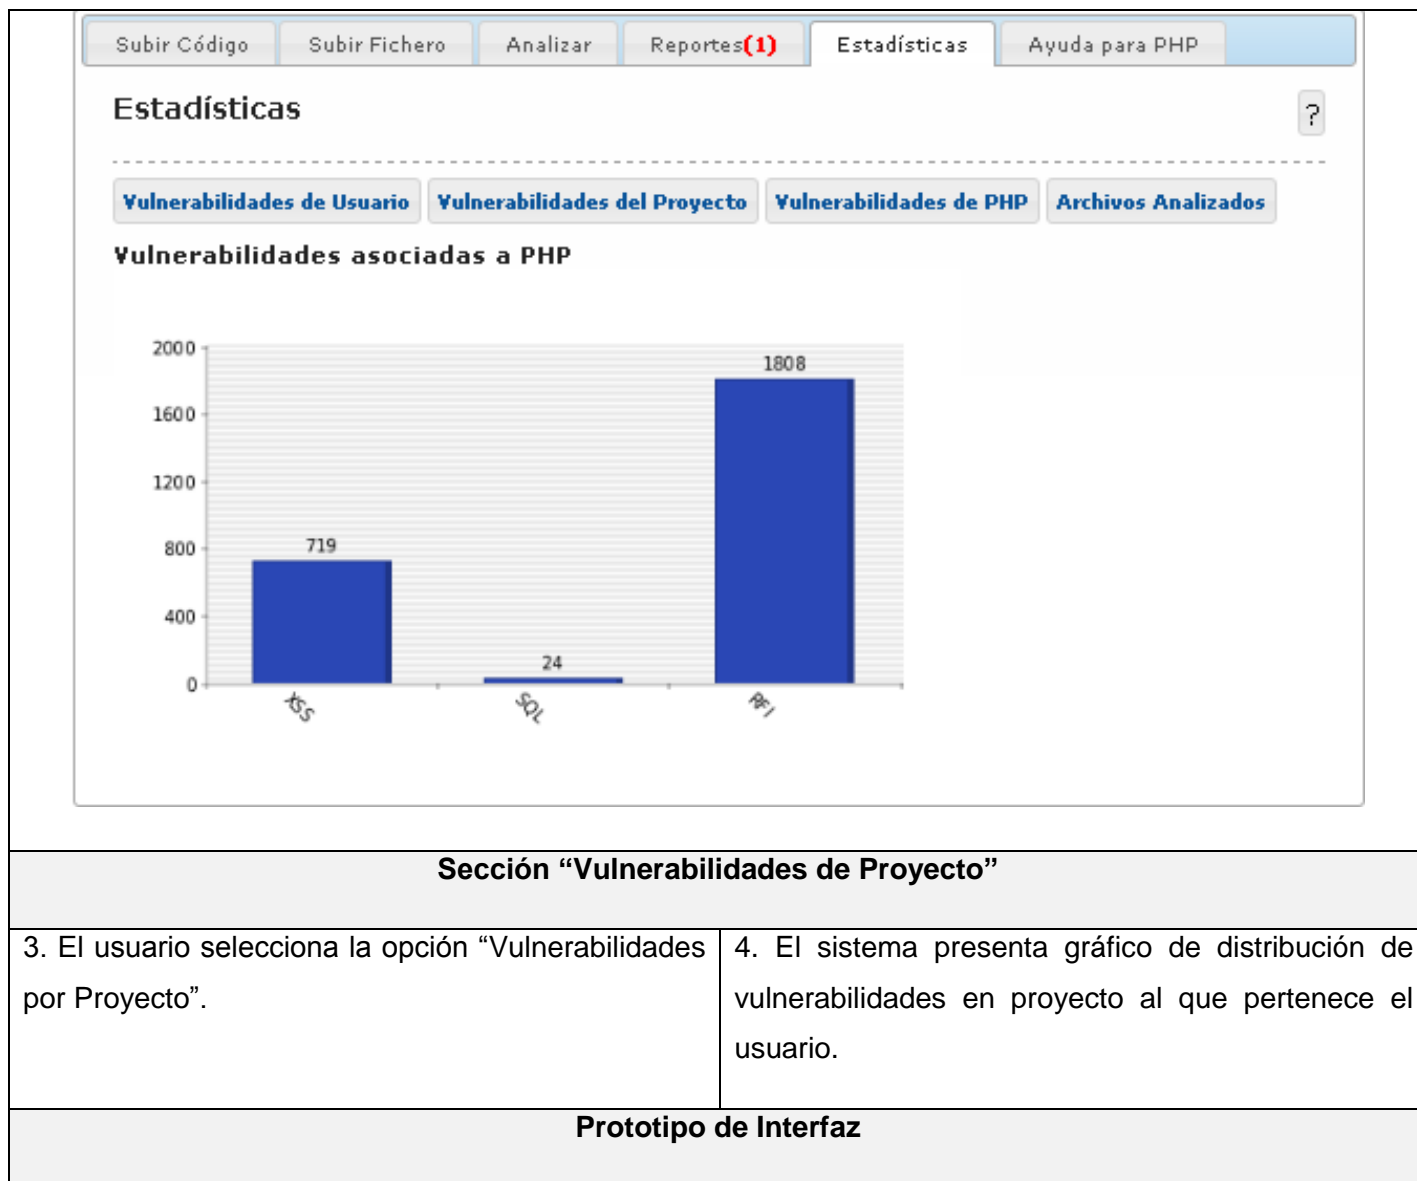 Subir Código Subir Fichero Analizar Reportes(1) Estadísticas Ayuda para PHP
Estadísticas ?
Vulnerabilidades de Usuario Vulnerabilidades del Proyecto Vulnerabilidades de PHP Archivos Analizados
Vulnerabilidades asociadas a PHP
2000
1808
1600
1200
800
719
400
24
0
XSS SQL RFI
Sección “Vulnerabilidades de Proyecto”
3. El usuario selecciona la opción “Vulnerabilidades
por Proyecto”.
4. El sistema presenta gráfico de distribución de
vulnerabilidades en proyecto al que pertenece el
usuario.
Prototipo de Interfaz